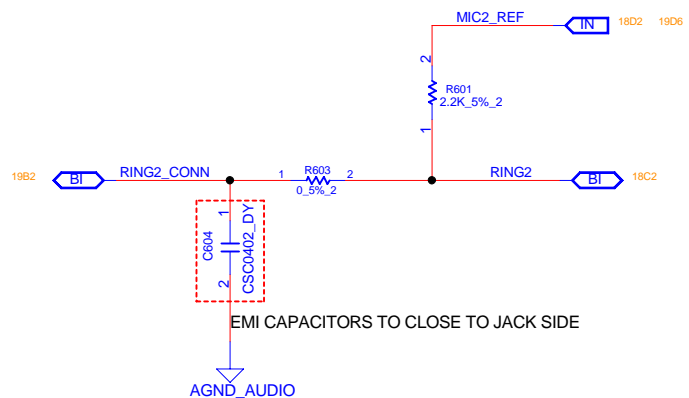 MIC2_REF
IN
18D2 19D6
2
R601
2.2K_5%_2
1
19B2
BI
RING2_CONN
1
R603
2
0_5%_2
RING2
BI
18C2
1
C604
CSC0402_DY
2
EMI CAPACITORS TO CLOSE TO JACK SIDE
AGND_AUDIO